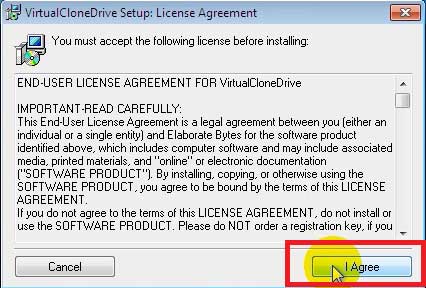 VirtualCloneDrive Setup: License Agreement
You must accept the following license before installing:
END-USER LICENSE AGREEMENT FOR VirtualCloneDrive
IMPORTANT-READ CAREFULLY:
This End-User License Agreement is a legal agreement between you (either an
individual or a single entity) and Elaborate Bytes for the software product
identified above, which includes computer software and may include associated
media, printed materials, and "online" or electronic documentation
("SOFTWARE PRODUCT"). By installing, copying, or otherwise using the
SOFTWARE PRODUCT, you agree to be bound by the terms of this LICENSE
AGREEMENT.
If you do not agree to the terms of this LICENSE AGREEMENT, do not install or
use the SOFTWARE PRODUCT. Please do NOT order a registration key, if you
Cancel
I Agree